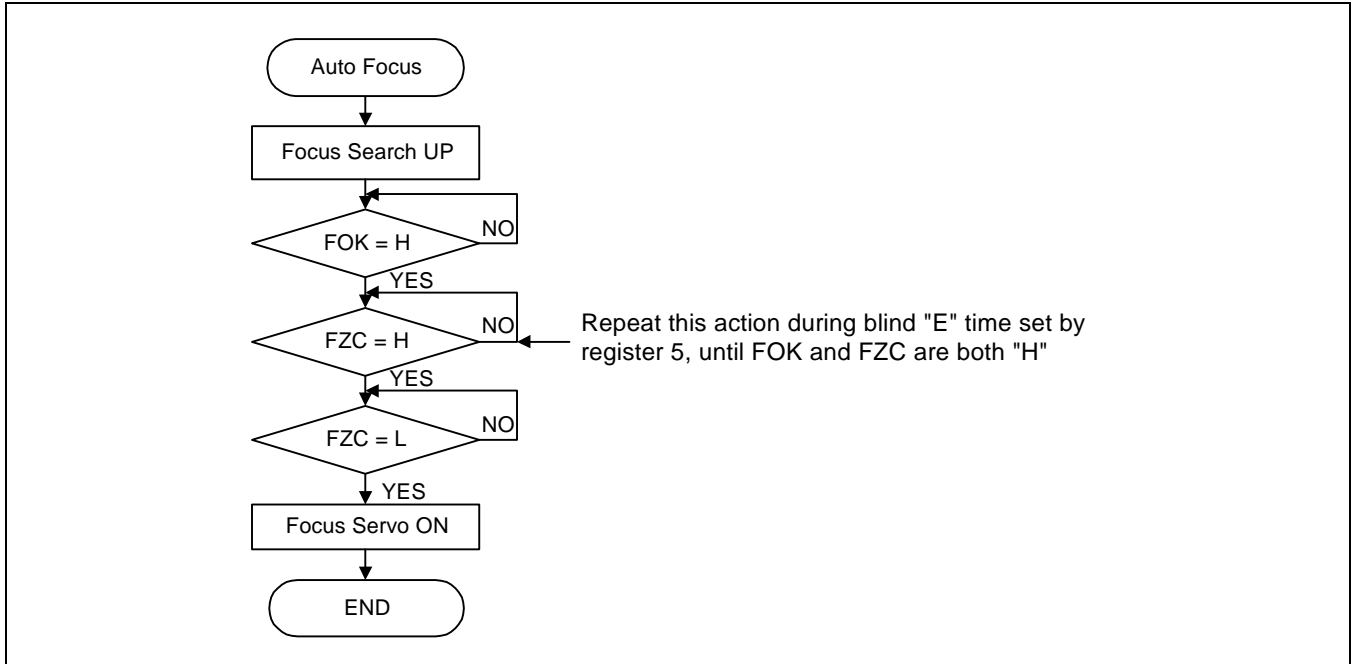 Auto Focus
Focus Search UP
NO
FOK = H
YES
NO
FZC = H
Repeat this action during blind "E" time set by
register 5, until FOK and FZC are both "H"
YES
NO
FZC = L
YES
Focus Servo ON
END